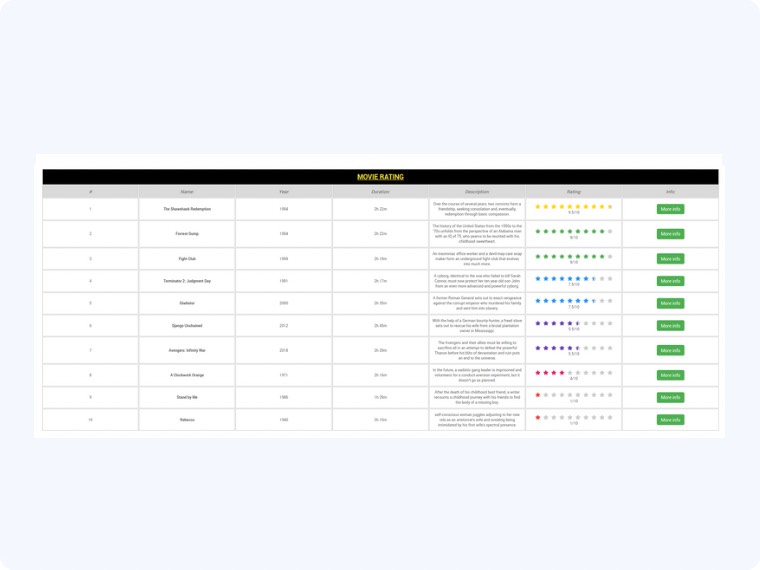 MOVIE RATING
# Name Year Duration Description Rating Info
1 The Shawshank Redemption 1994 2h 22m Over the course of several years, two convicts form a
friendship, seeking consolation and eventually
redemption through basic compassion. More info
2 Forrest Gump 1994 2h 22m The history of the United States from the 1950s to the
'70s unfolds from the perspective of an Alabama man
with an IQ of 75, who yearns to be reunited with his
childhood sweetheart. 9/10 More info
3 Fight Club 1999 2h 19m An insomniac office worker and a devil-may-care soap
maker form an underground fight club that evolves
into much more. 9/10 More info
4 Terminator 2: Judgment Day 1991 2h 17m A cyborg, identical to the one who failed to kill Sarah
Connor, must now protect her ten year old son John
from an even more advanced and powerful cyborg. 7.5/10 More info
5 Gladiator 2000 A former Roman General sets out to exact vengeance
against the corrupt emperor who murdered his family
and sent him into slavery. 7.5/10 More info
6 Django Unchained 2012 2h 45m With the help of a German bounty hunter, a freed slave
sets out to rescue his wife from a brutal plantation
owner in Mississippi. 5.5/10 More info
7 Avengers: Infinity War 2018 The Avengers and their allies must be willing to
sacrifice all in an attempt to defeat the powerful
Thanos before his blitz of devastation and ruin puts
an end to the universe. 5.5/10 More info
8 A Clockwork Orange 1971 2h 16m In the future, a sadistic gang leader is imprisoned and
volunteers for a conduct-aversion experiment, but it
doesn't go as planned. 4/10 More info
9 Stand by Me 1986 1h 29m After the death of his childhood best friend, a writer
recounts a childhood journey with his friends to find
the body of a missing boy. 1/10 More info
10 Rebecca 1940 2h 10m self-conscious woman juggles adjusting to her new
role as an aristocrat's wife and avoiding being
intimidated by his first wife's spectral presence. 1/10 More info